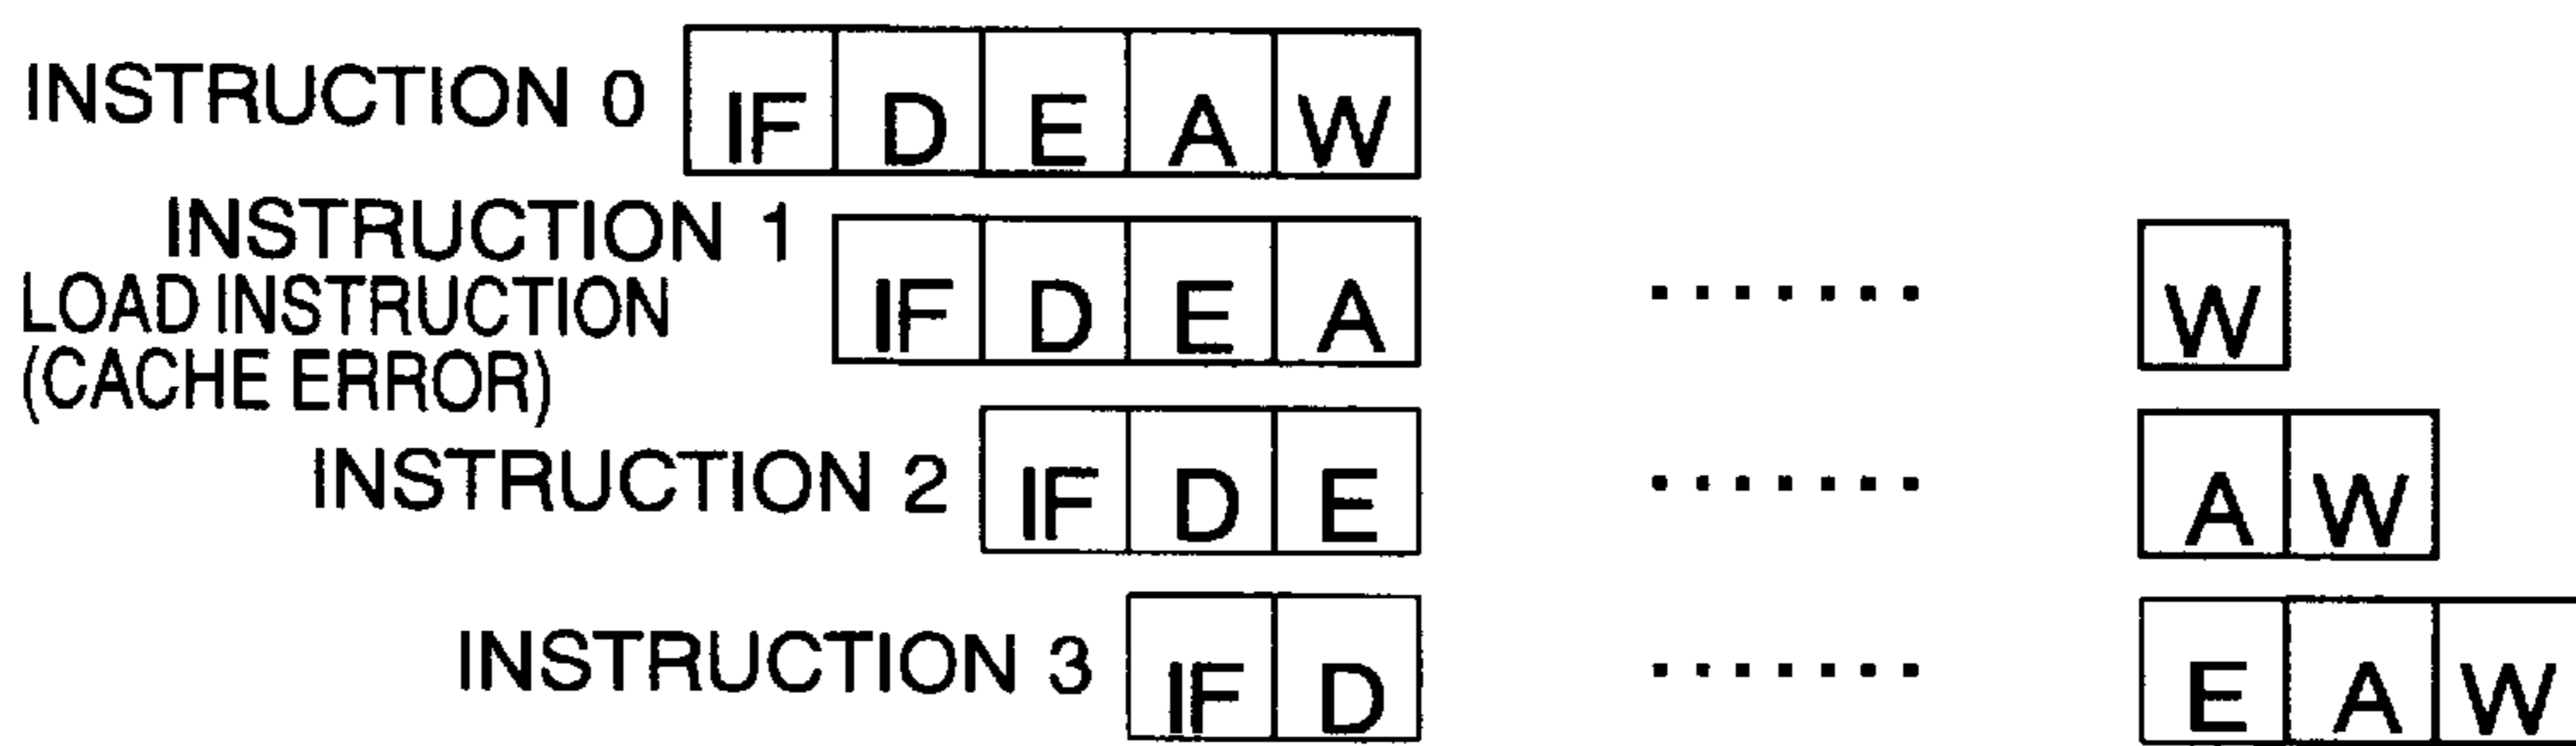 INSTRUCTION 0 IF D E A W
INSTRUCTION 1 IF D E A ······· W
LOAD INSTRUCTION
(CACHE ERROR)
INSTRUCTION 2 IF D E ······· A W
INSTRUCTION 3 IF D ······· E A W